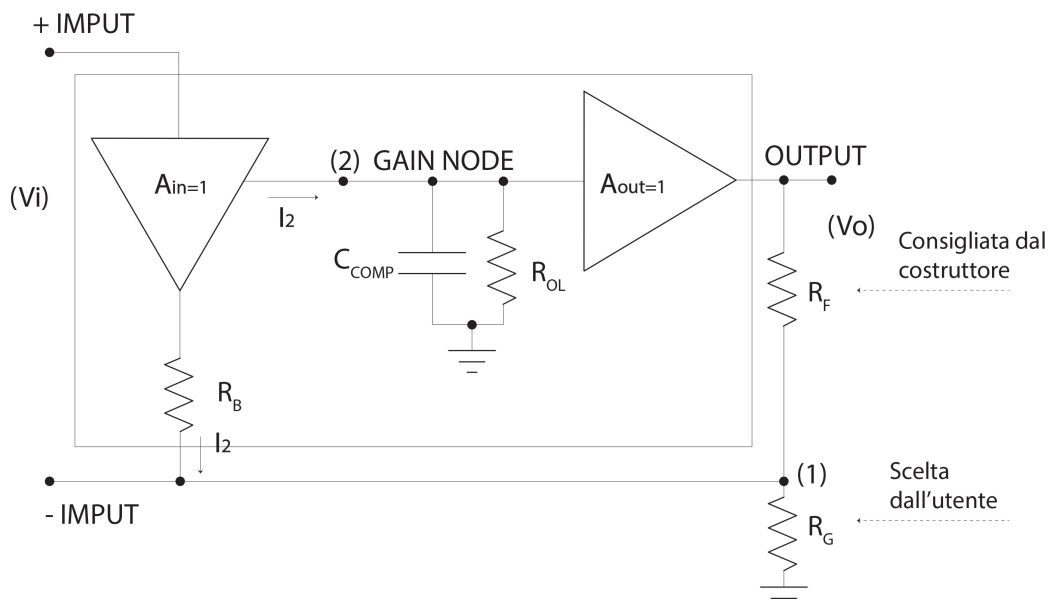 + IMPUT
(Vi)
Ain=1
(2) GAIN NODE
I2
CCOMP
ROL
Aout=1
OUTPUT
(Vo)
Consigliata dal
costruttore
RF
RB
I2
- IMPUT
(1)
Scelta
dall'utente
RG